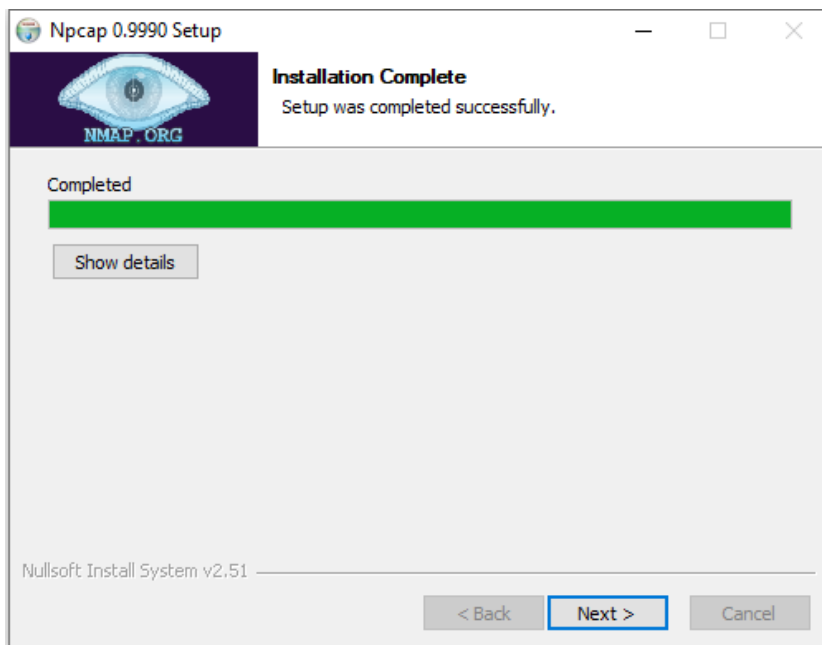 Npcap 0.9990 Setup
NMAP.ORG
Installation Complete
Setup was completed successfully.
Completed
Show details
Nullsoft Install System v2.51
< Back
Next >
Cancel